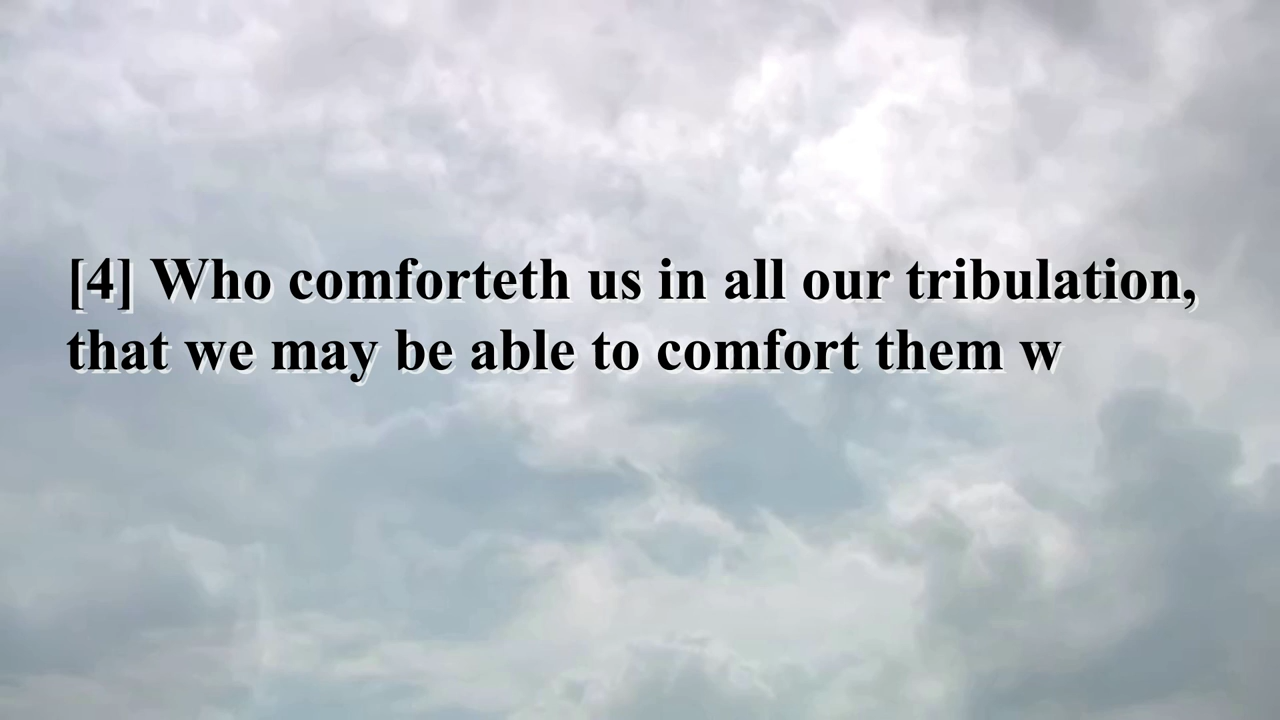 [4] Who comforteth us in all our tribulation,
that we may be able to comfort them w